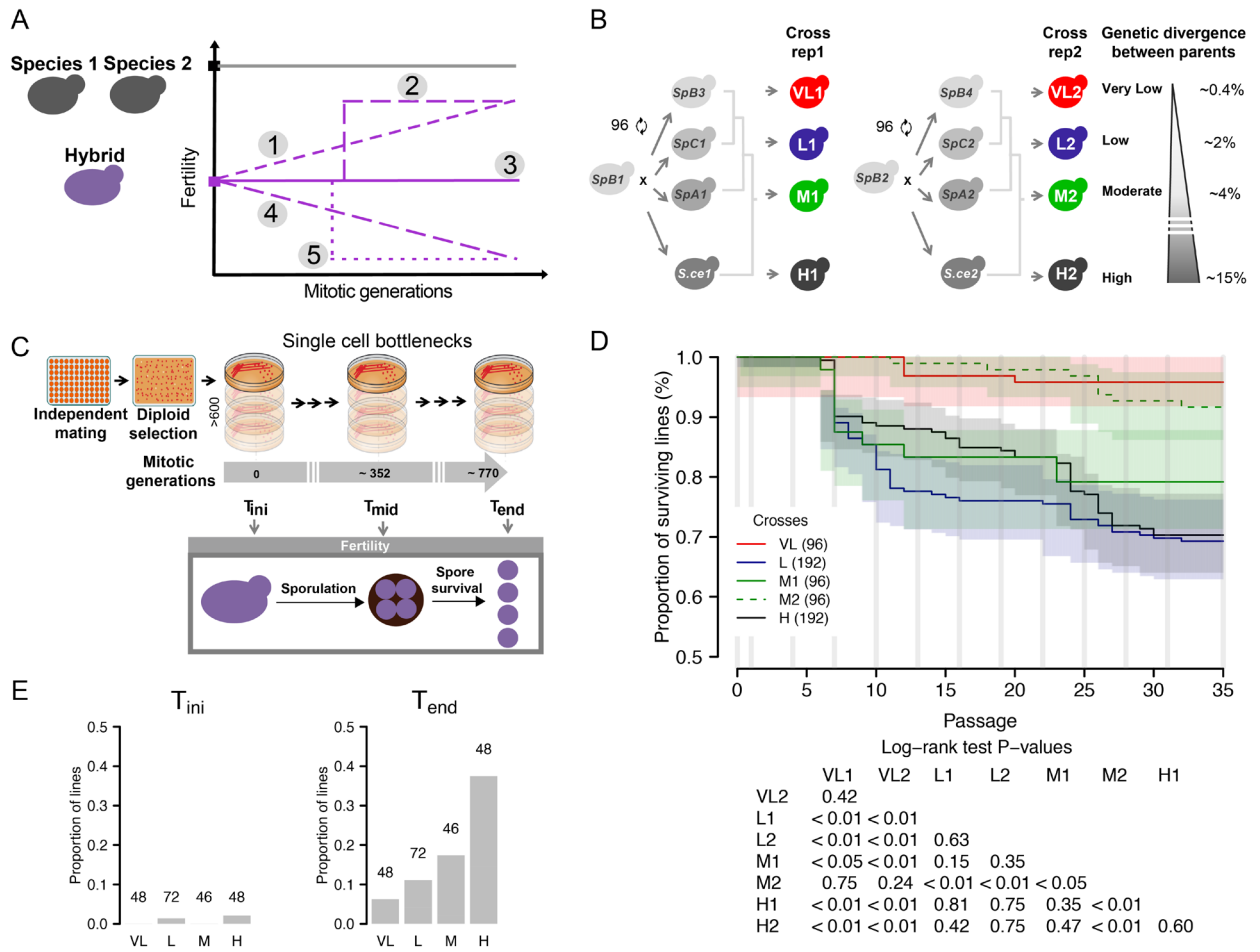 A
Species 1 Species 2
Hybrid
Fertility
1
2
3
4
5
Mitotic generations
B
Cross
rep1
Cross
rep2
Genetic divergence
between parents
SpB3
VL1
SpB4
VL2
Very Low
~0.4%
96
96
SpC1
L1
SpC2
L2
Low
~2%
SpB1
x
SpB2
x
SpA1
M1
SpA2
M2
Moderate
~4%
S.ce1
H1
S.ce2
H2
High
~15%
C
Single cell bottlenecks
Independent
mating
Diploid
selection
>600
Mitotic
generations
0
~ 352
~ 770
Tini
Tmid
Tend
Fertility
Sporulation
Spore
survival
D
Proportion of surviving lines (%)
1.0
0.9
0.8
0.7
0.6
0.5
Crosses
VL (96)
L (192)
M1 (96)
M2 (96)
H (192)
0 5 10 15 20 25 30 35
Passage
Log−rank test P−values
VL1 VL2 L1 L2 M1 M2 H1
VL2 0.42
L1 < 0.01 < 0.01
L2 < 0.01 < 0.01 0.63
M1 < 0.05 < 0.01 0.15 0.35
M2 0.75 0.24 < 0.01 < 0.01 < 0.05
H1 < 0.01 < 0.01 0.81 0.75 0.35 < 0.01
H2 < 0.01 < 0.01 0.42 0.75 0.47 < 0.01 0.60
E
Tini
Proportion of lines
0.5
0.4
0.3
0.2
0.1
0.0
48 72 46 48
VL L M H
Tend
Proportion of lines
0.5
0.4
0.3
0.2
0.1
0.0
48
72
46
48
VL L M H